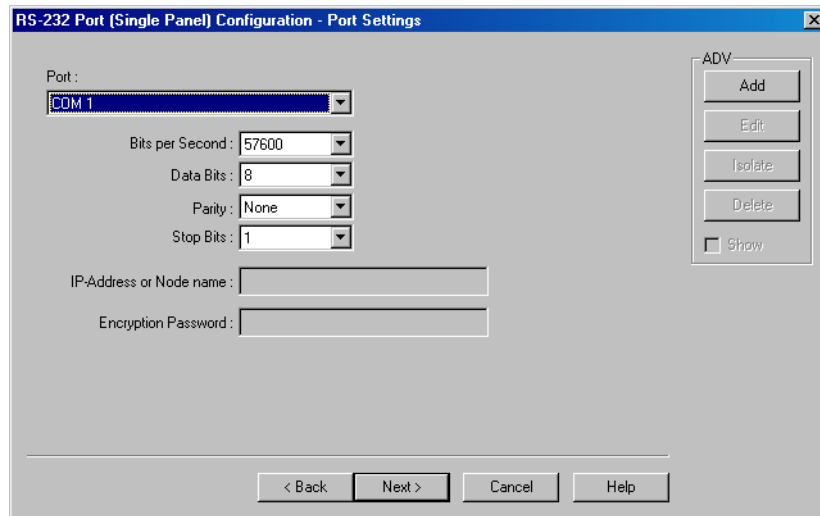 RS-232 Port (Single Panel) Configuration - Port Settings
ADV
Port :
COM 1
Add
Bits per Second : 57600
Edit
Data Bits : 8
Isolate
Parity : None
Delete
Stop Bits : 1
Show
IP-Address or Node name :
Encryption Password :
< Back Next > Cancel Help